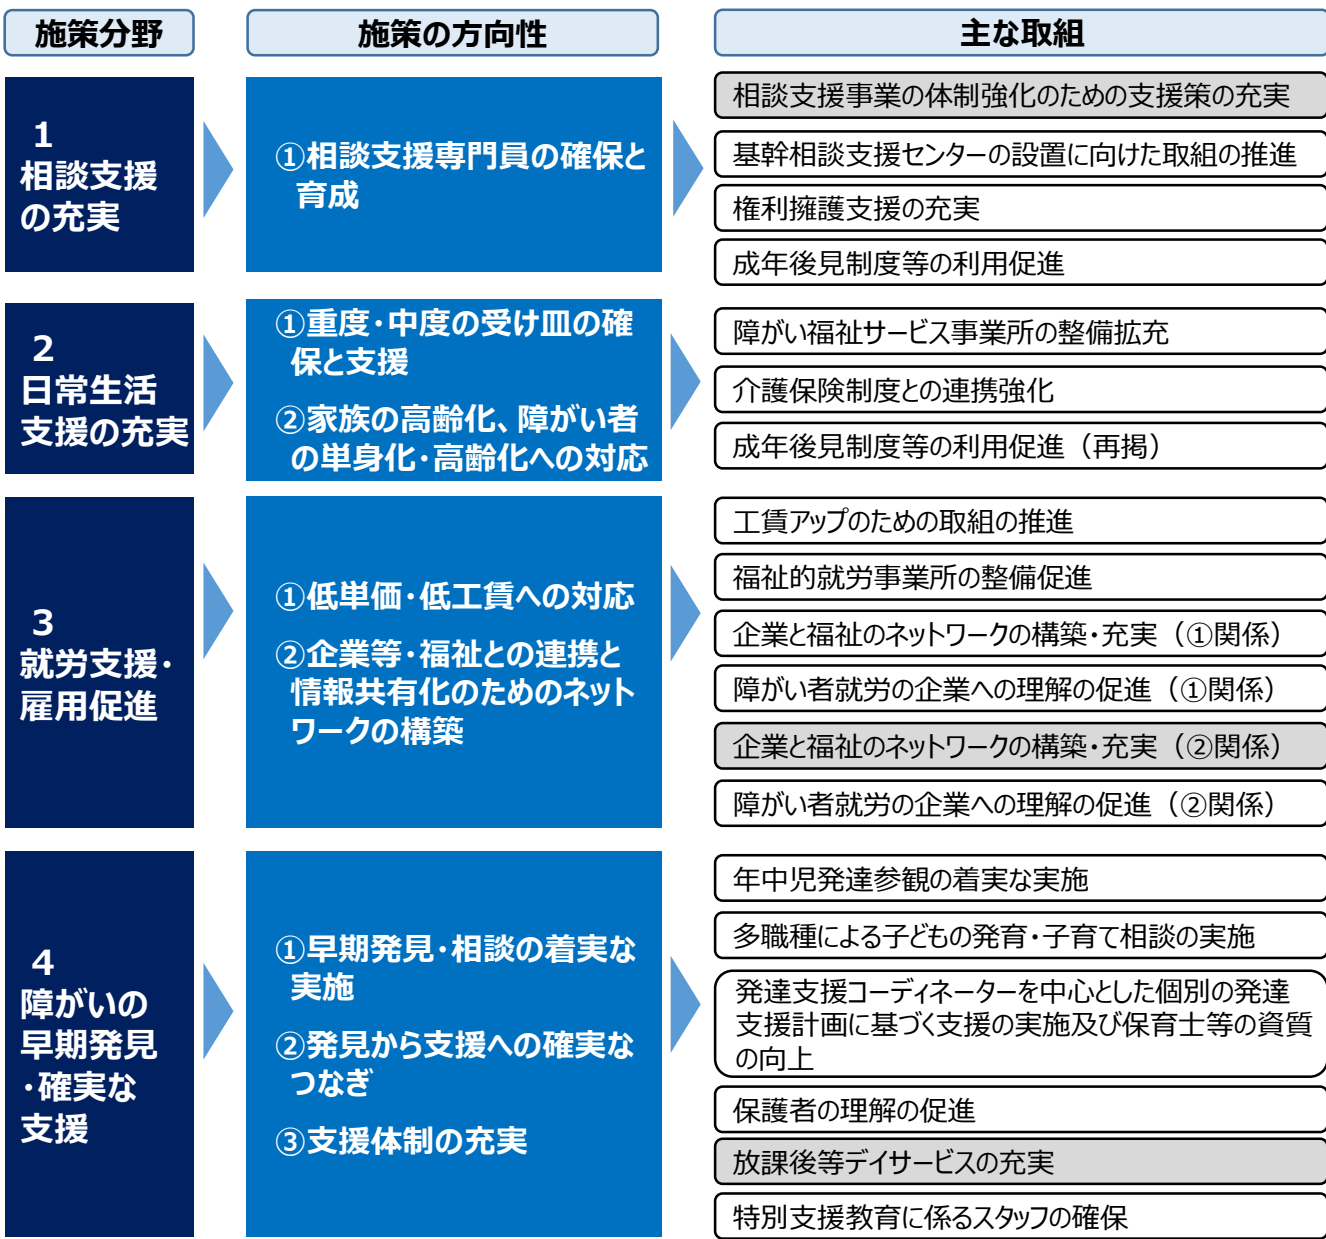 施策分野
施策の方向性
主な取組
1
相談支援
の充実
①相談支援専門員の確保と
育成
相談支援事業の体制強化のための支援策の充実
基幹相談支援センターの設置に向けた取組の推進
権利擁護支援の充実
成年後見制度等の利用促進
2
日常生活
支援の充実
①重度・中度の受け皿の確
保と支援
②家族の高齢化、障がい者
の単身化・高齢化への対応
障がい福祉サービス事業所の整備拡充
介護保険制度との連携強化
成年後見制度等の利用促進（再掲）
3
就労支援・
雇用促進
①低単価・低工賃への対応
②企業等・福祉との連携と
情報共有化のためのネット
ワークの構築
工賃アップのための取組の推進
福祉的就労事業所の整備促進
企業と福祉のネットワークの構築・充実（①関係）
障がい者就労の企業への理解の促進（①関係）
企業と福祉のネットワークの構築・充実（②関係）
障がい者就労の企業への理解の促進（②関係）
4
障がいの
早期発見
・確実な
支援
①早期発見・相談の着実な
実施
②発見から支援への確実な
つなぎ
③支援体制の充実
年中児発達参観の着実な実施
多職種による子どもの発育・子育て相談の実施
発達支援コーディネーターを中心とした個別の発達
支援計画に基づく支援の実施及び保育士等の資質
の向上
保護者の理解の促進
放課後等デイサービスの充実
特別支援教育に係るスタッフの確保